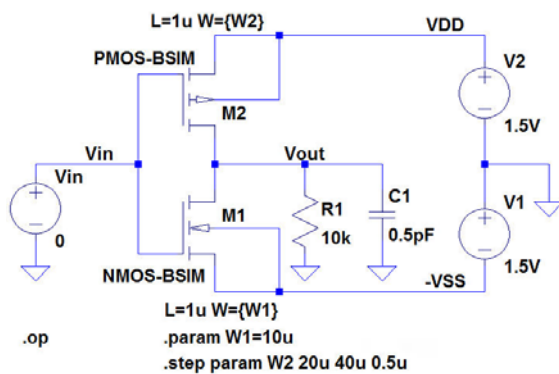 L=1u W={W2}
VDD
PMOS-BSIM
V2
M2
1.5V
Vin
Vout
Vin
M1
R1
C1
V1
0
10k
0.5pF
1.5V
NMOS-BSIM
-VSS
L=1u W={W1}
.op
.param W1=10u
.step param W2 20u 40u 0.5u